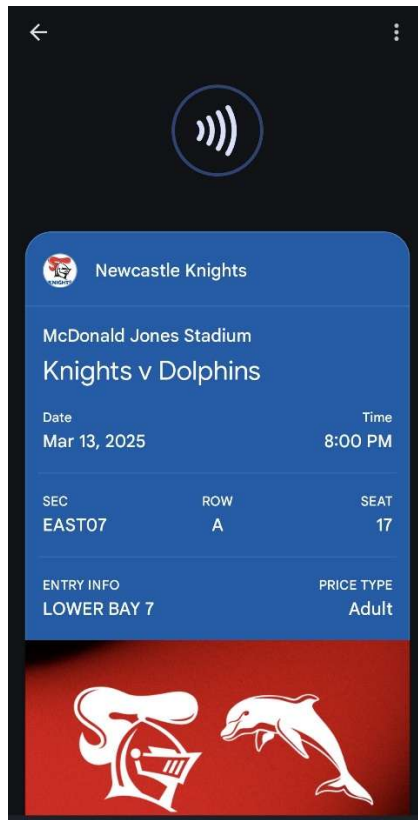 KNIGHTS
Newcastle Knights
McDonald Jones Stadium
Knights v Dolphins
Date Time
Mar 13, 2025 8:00 PM
SEC ROW SEAT
EAST07 A 17
ENTRY INFO PRICE TYPE
LOWER BAY 7 Adult